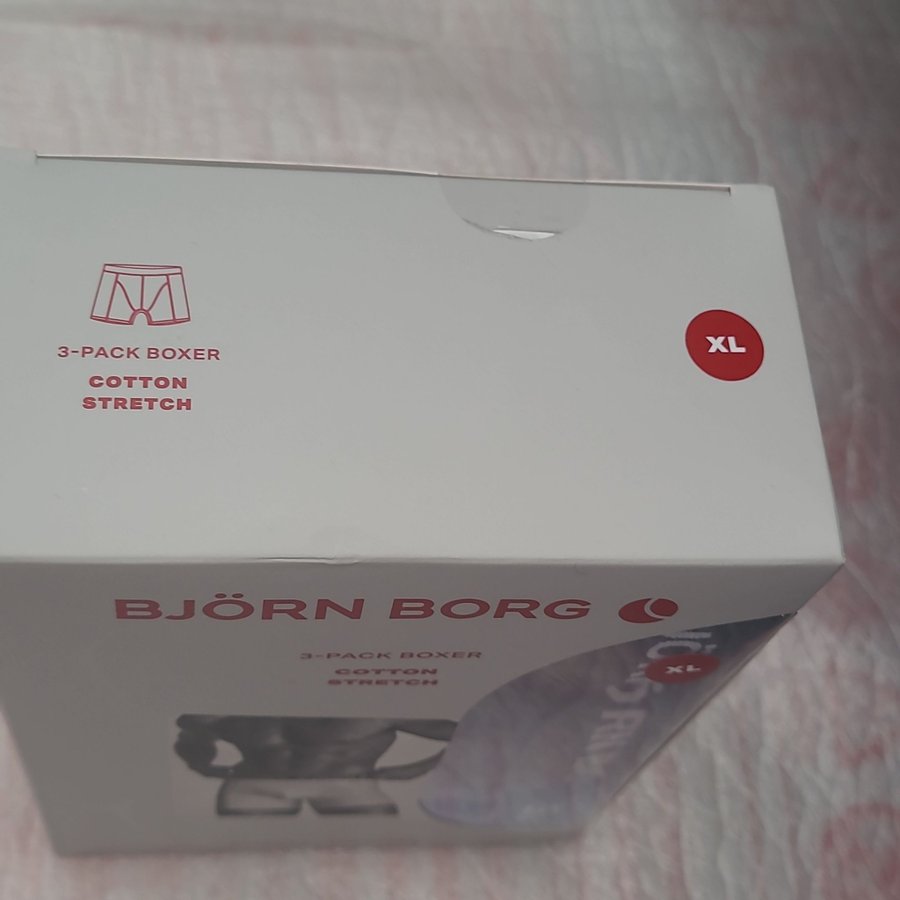 3-PACK BOXER
COTTON
STRETCH
XL
BJÖRN BORG
3-PACK BOXER
COTTON
STRETCH
XL